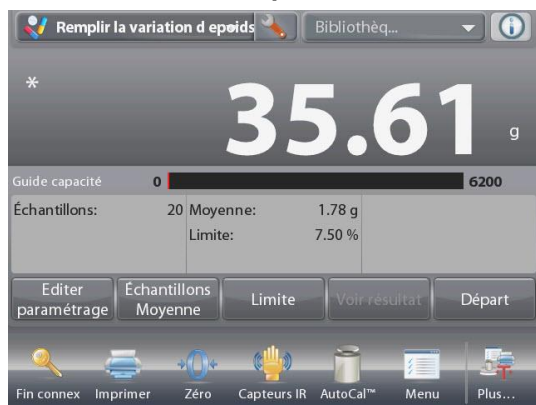 Remplir la variation d epoids
Bibliothèq...
*
35.61 g
Guide capacité 0 6200
Échantillons: 20 Moyenne: 1.78 g
Limite: 7.50 %
Editer paramétrage
Échantillons Moyenne
Limite
Voir résultat
Départ
Fin connex Imprimer Zéro Capteurs IR AutoCal™ Menu Plus...